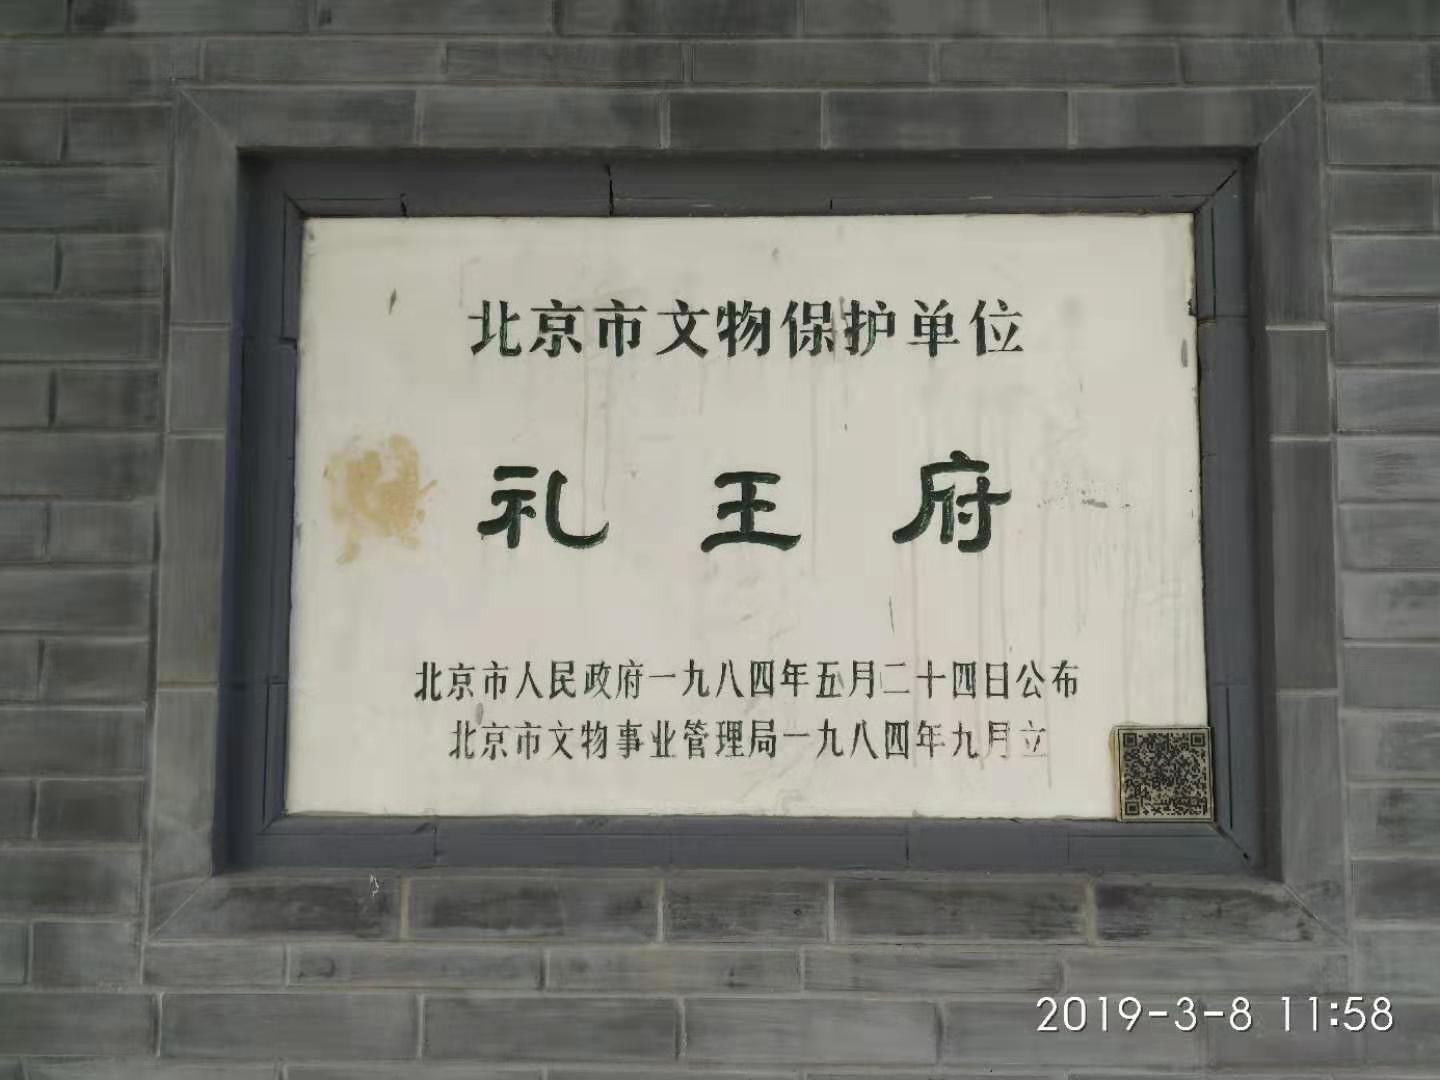 北京市文物保护单位
礼王府
北京市人民政府一九八四年五月二十四日公布
北京市文物事业管理局一九八四年九月立
2019-3-8 11:58